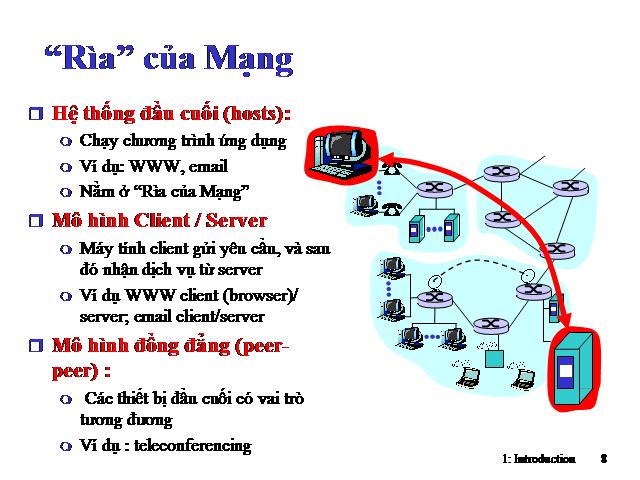 “Rìa” của Mạng
Hệ thống đầu cuối (hosts):
Chạy chương trình ứng dụng
Ví dụ: WWW, email
Nằm ở “Rìa của Mạng”
Mô hình Client / Server
Máy tính client gửi yêu cầu, và sau
đó nhận dịch vụ từ server
Ví dụ WWW client (browser)/
server; email client/server
Mô hình đồng đẳng (peer-
peer) :
Các thiết bị đầu cuối có vai trò
tương đương
Ví dụ : teleconferencing
1: Introduction 8